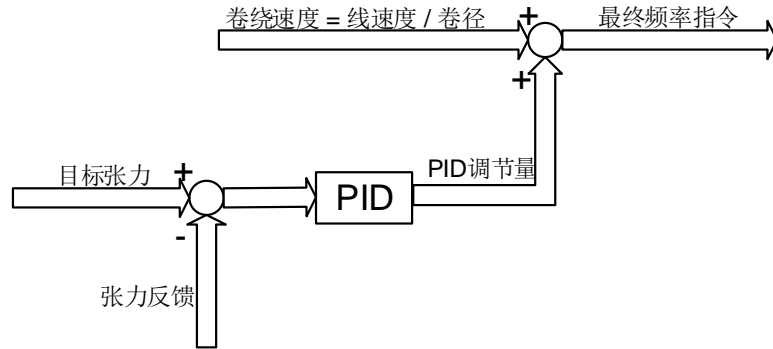 卷绕速度 = 线速度 / 卷径
+
最终频率指令
+
PID调节量
目标张力
+
PID
-
张力反馈